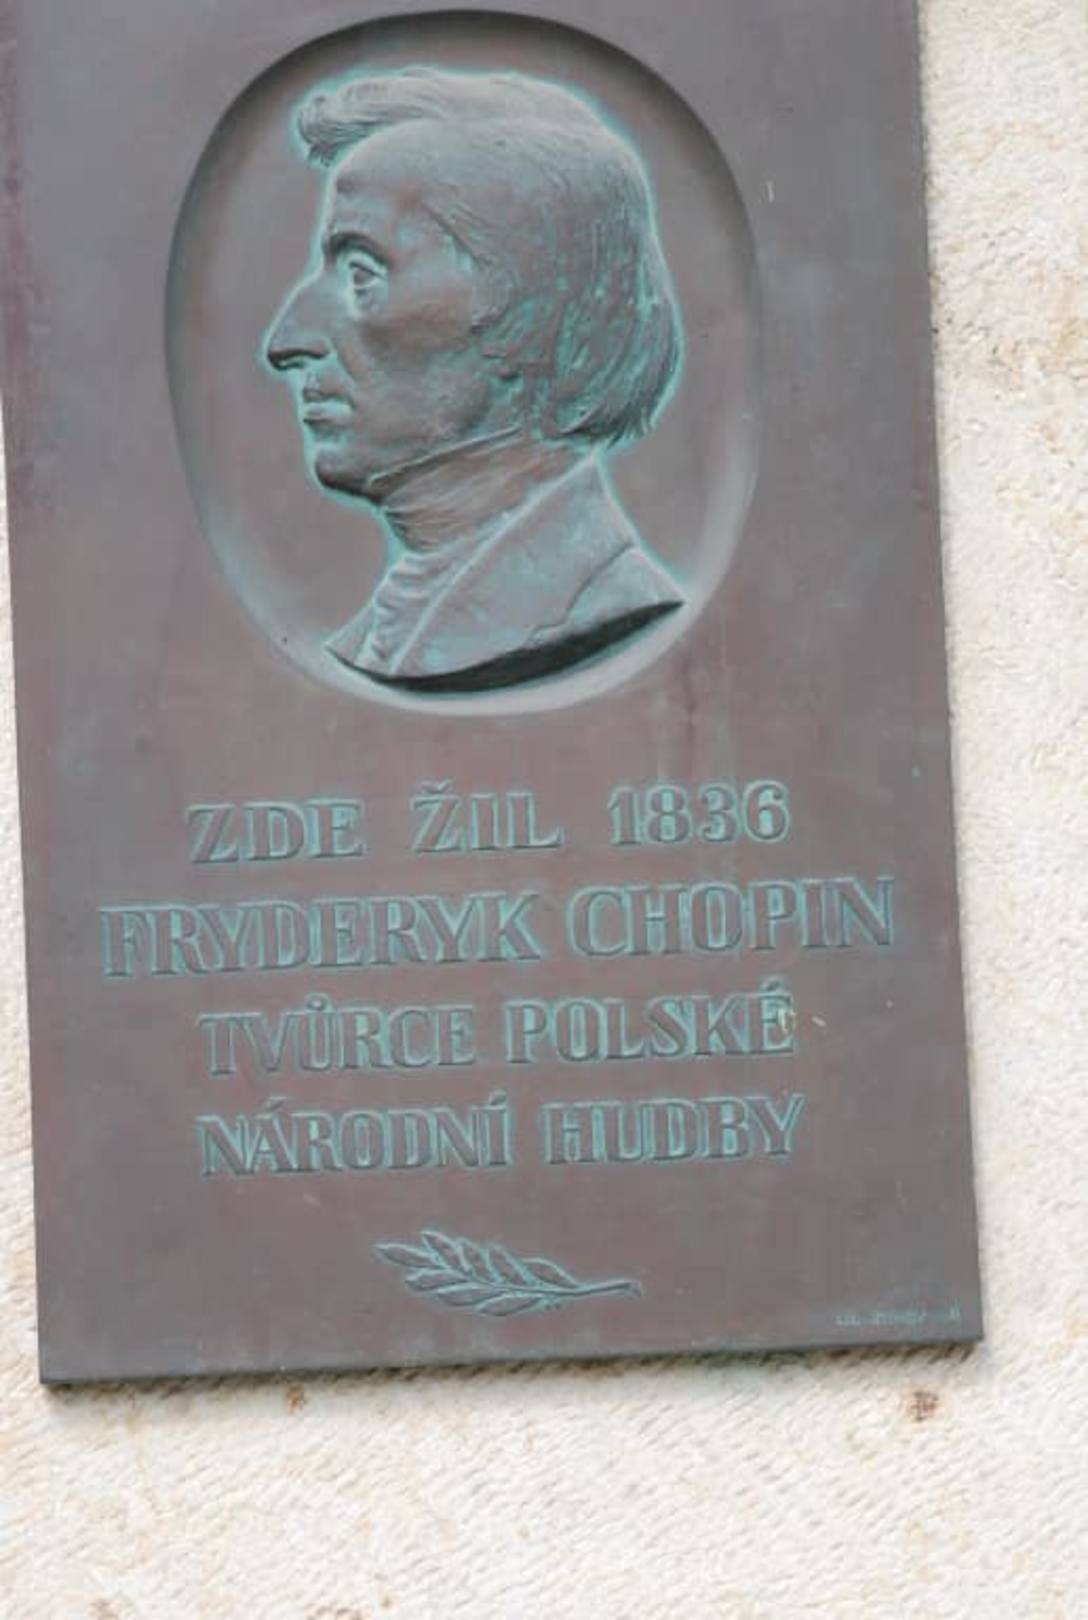 ZDE ŽIL 1836
FRYDERYK CHOPIN
TVŮRCE POLSKÉ
NÁRODNÍ HUDBY